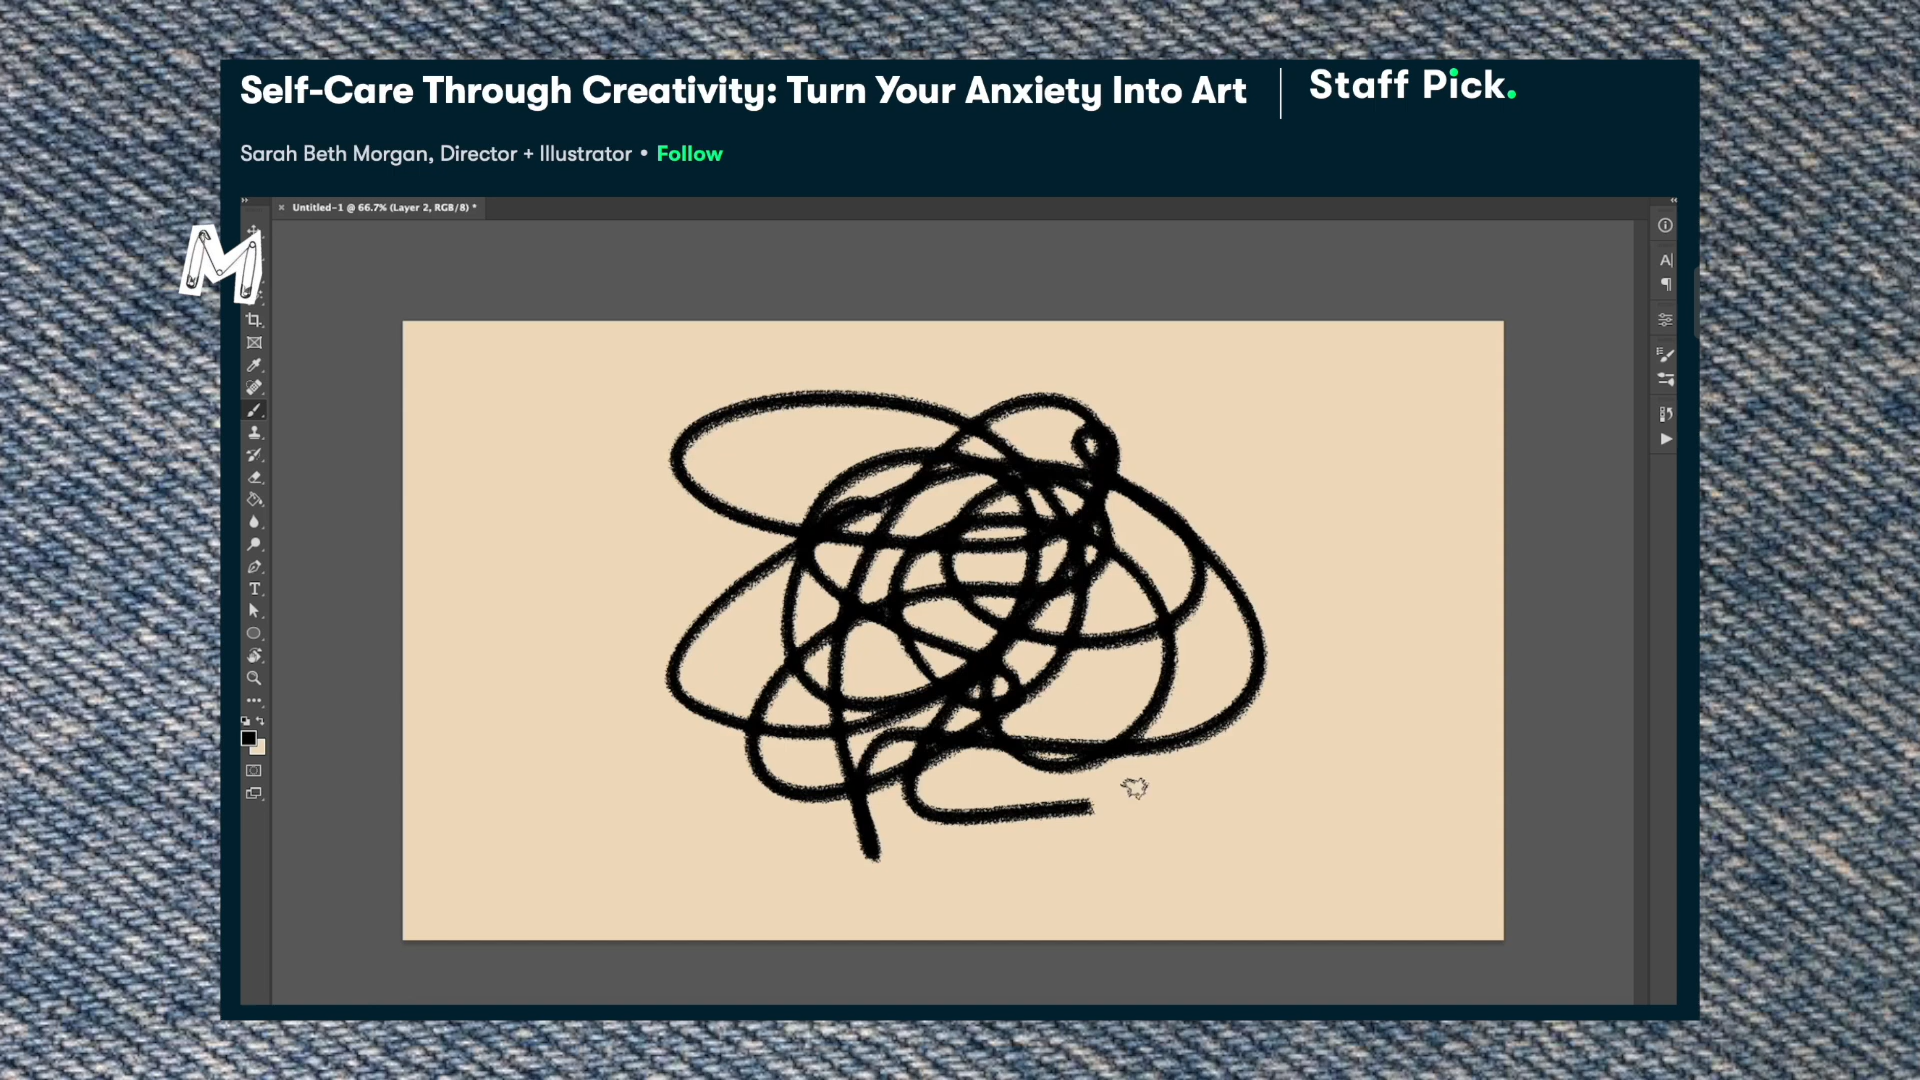 Self-Care Through Creativity: Turn Your Anxiety Into Art
Staff Pick.
Sarah Beth Morgan, Director + Illustrator • Follow
Untitled-1 @ 66.7% (Layer 2, RGB/8) *
M